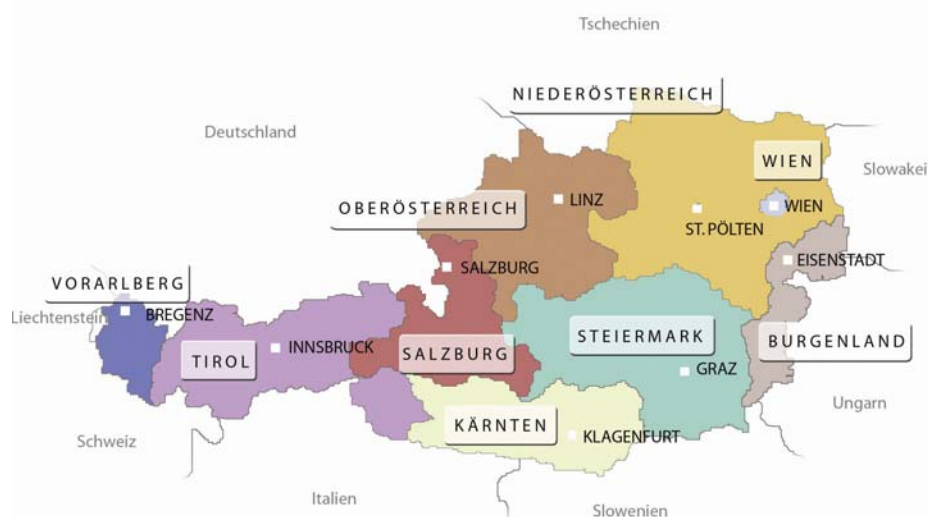 Tschechien
NIEDERÖSTERREICH
Deutschland
WIEN
Slowakei
LINZ
OBERÖSTERREICH
WIEN
ST. PÖLTEN
EISENSTADT
SALZBURG
VORARLBERG
Liechtenstein
BREGENZ
STEIERMARK
BURGENLAND
INNSBRUCK
TIROL
SALZBURG
GRAZ
Ungarn
KÄRNTEN
KLAGENFURT
Schweiz
Italien
Slowenien